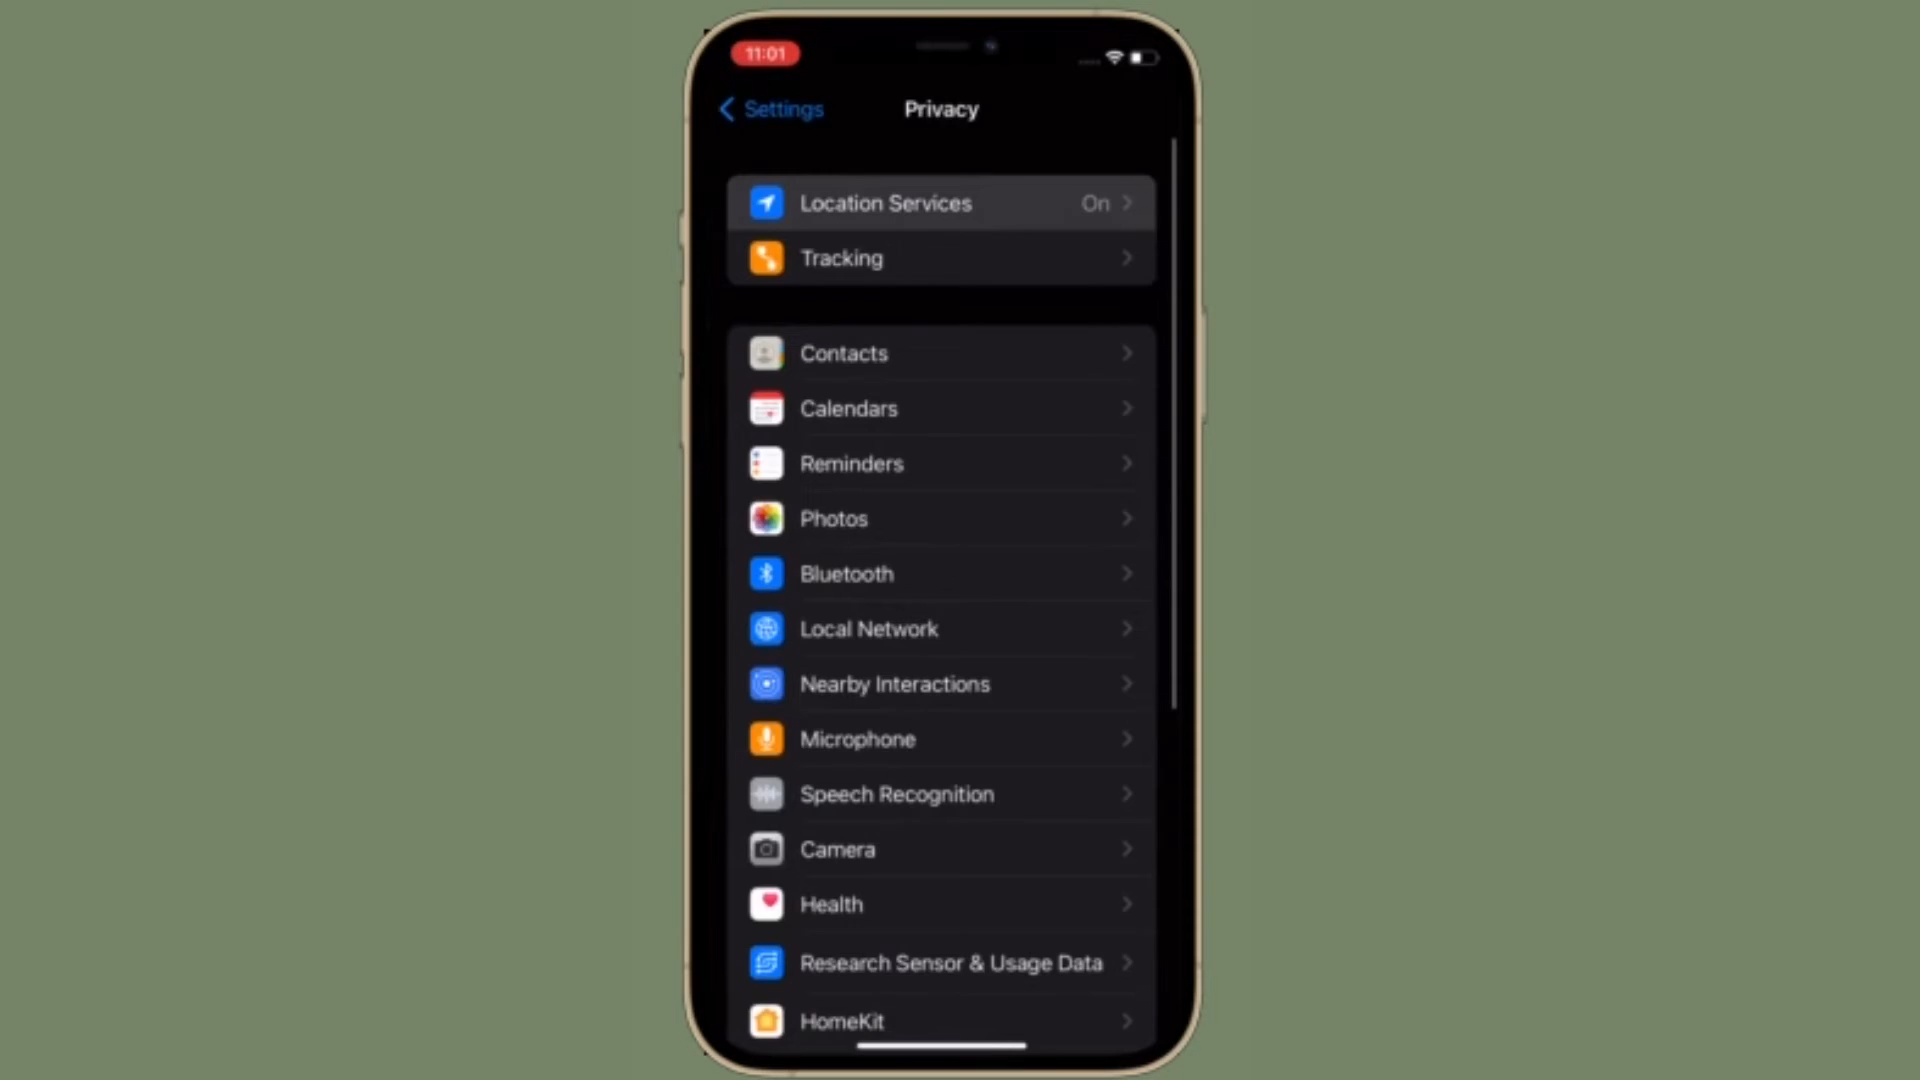 11:01
Settings
Privacy
Location Services On
Tracking
Contacts
Calendars
Reminders
Photos
Bluetooth
Local Network
Nearby Interactions
Microphone
Speech Recognition
Camera
Health
Research Sensor & Usage Data
HomeKit